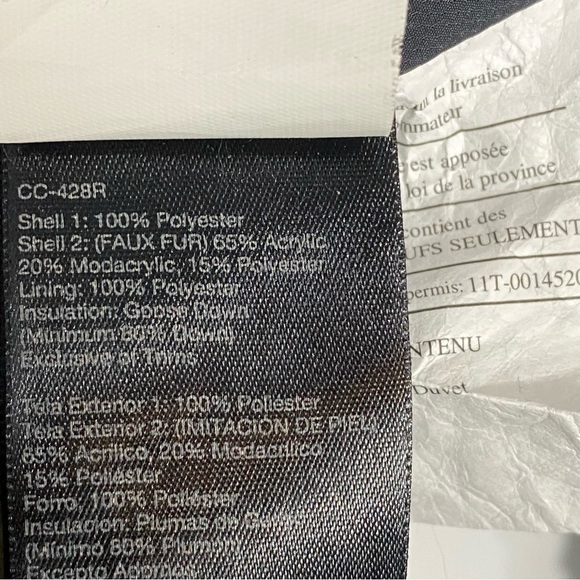 CC-428R
Shell 1: 100% Polyester
Shell 2: (FAUX FUR) 65% Acrylic,
20% Modacrylic, 15% Polyester
Lining: 100% Polyester
Insulation: Goose Down
(Minimum 80% Down)
Exclusive of Trims
Tela Exterior 1: 100% Poliester
Tela Exterior 2: (IMITACION DE PIEL)
65% Acrilico, 20% Modacrilico
15% Poliester
Forro: 100% Poliester
Insulacion: Plumas de
(Minimo 80% Plumon)
Excepto
la livraison
est apposée
loi de la province
contient des
SEULEMENT
permis: 11T-0014520
NTENU
Duvet